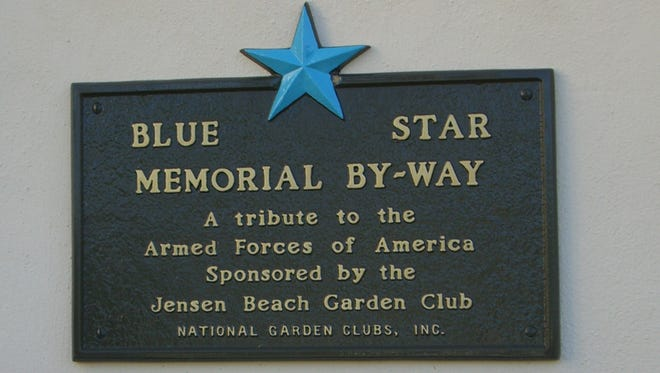 BLUE STAR
MEMORIAL BY-WAY
A tribute to the
Armed Forces of America
Sponsored by the
Jensen Beach Garden Club
NATIONAL GARDEN CLUBS, INC.